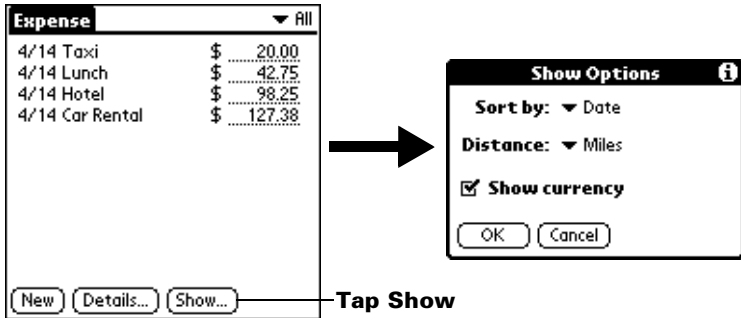 Expense All
4/14 Taxi $ 20.00
4/14 Lunch $ 42.75
4/14 Hotel $ 98.25
4/14 Car Rental $ 127.38
New Details... Show...
Tap Show
Show Options i
Sort by: Date
Distance: Miles
Show currency
OK Cancel